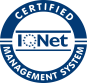 CERTIFIED
IQNet
MANAGEMENT SYSTEM